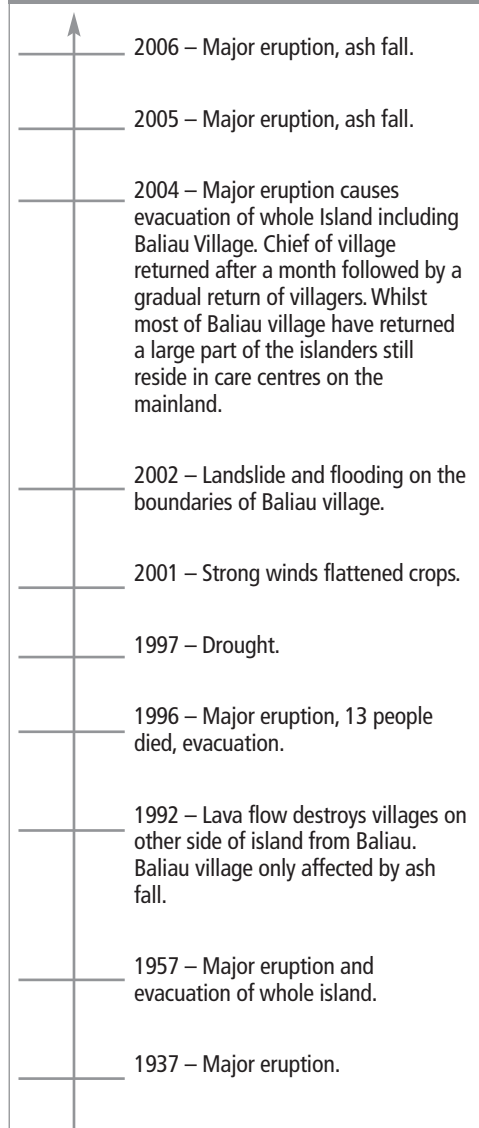 2006 – Major eruption, ash fall.
2005 – Major eruption, ash fall.
2004 – Major eruption causes
evacuation of whole Island including
Baliau Village. Chief of village
returned after a month followed by a
gradual return of villagers. Whilst
most of Baliau village have returned
a large part of the islanders still
reside in care centres on the
mainland.
2002 – Landslide and flooding on the
boundaries of Baliau village.
2001 – Strong winds flattened crops.
1997 – Drought.
1996 – Major eruption, 13 people
died, evacuation.
1992 – Lava flow destroys villages on
other side of island from Baliau.
Baliau village only affected by ash
fall.
1957 – Major eruption and
evacuation of whole island.
1937 – Major eruption.